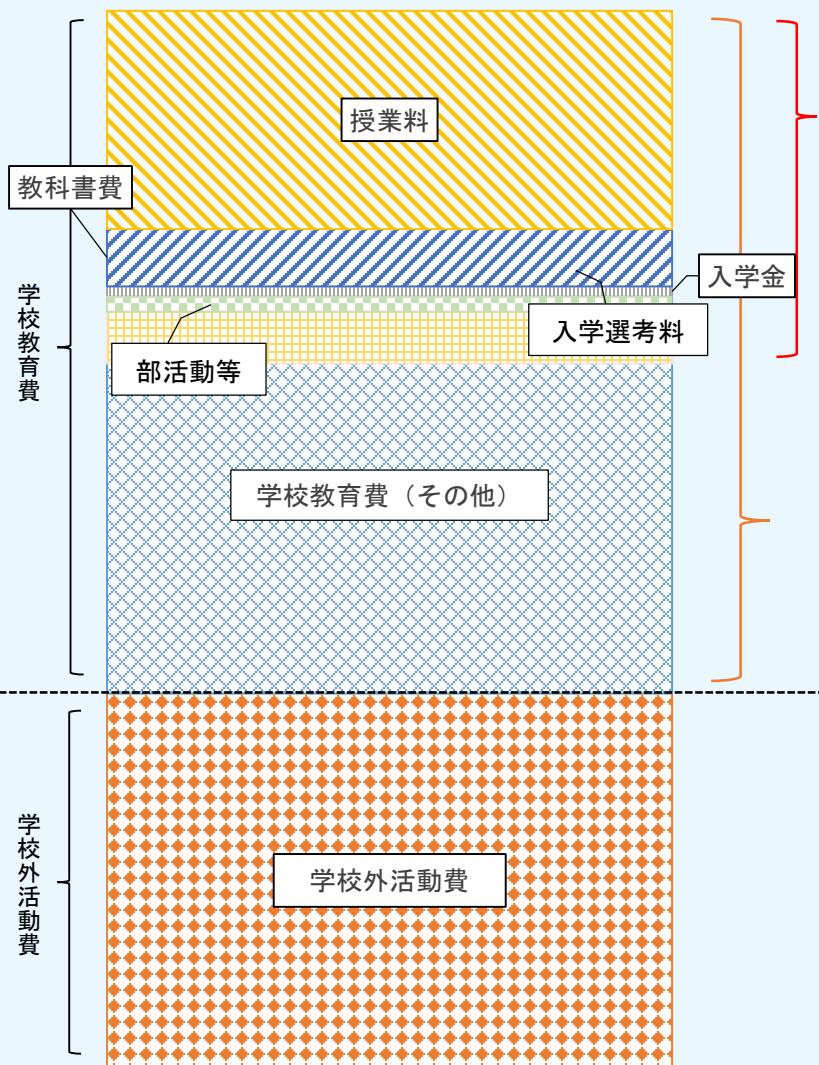 授業料
教科書費
入学金
学校教育費
入学選考料
部活動等
学校教育費（その他）
学校外活動費
学校外活動費